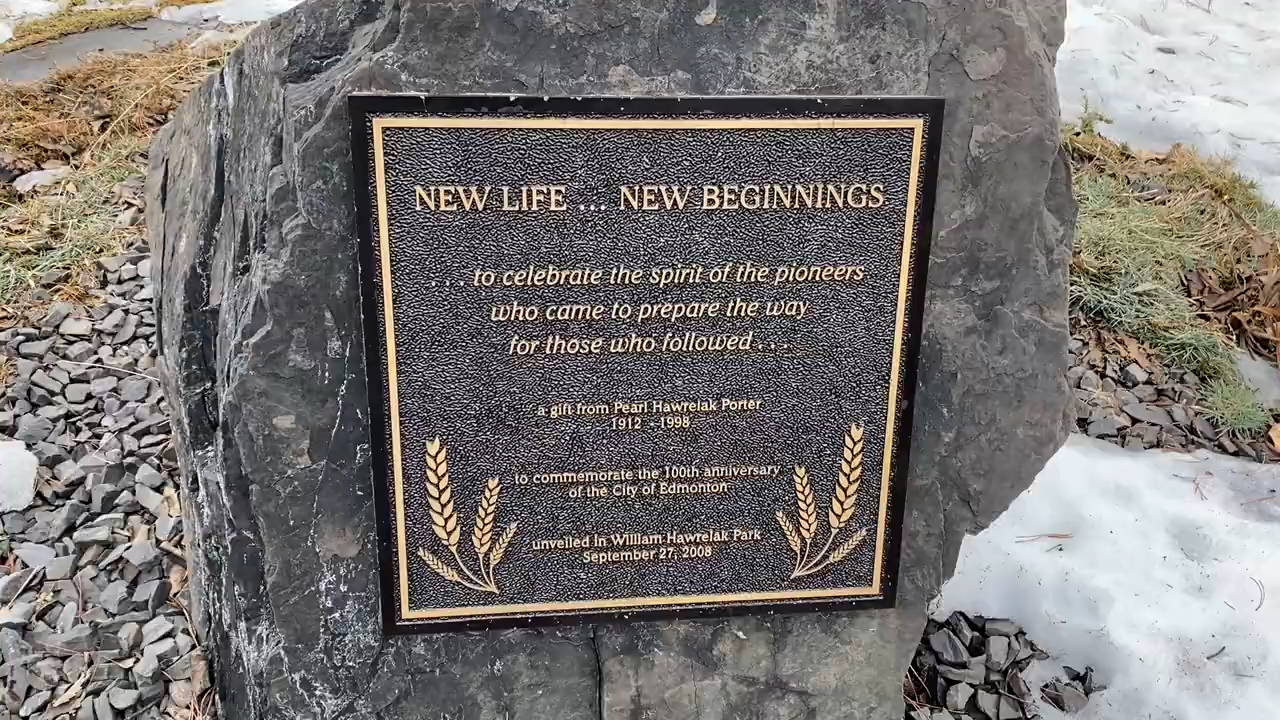 NEW LIFE ... NEW BEGINNINGS
. . . to celebrate the spirit of the pioneers
who came to prepare the way
for those who followed . . .
a gift from Pearl Hawrelak Porter
1912 - 1998
to commemorate the 100th anniversary
of the City of Edmonton
unveiled in William Hawrelak Park
September 27, 2008